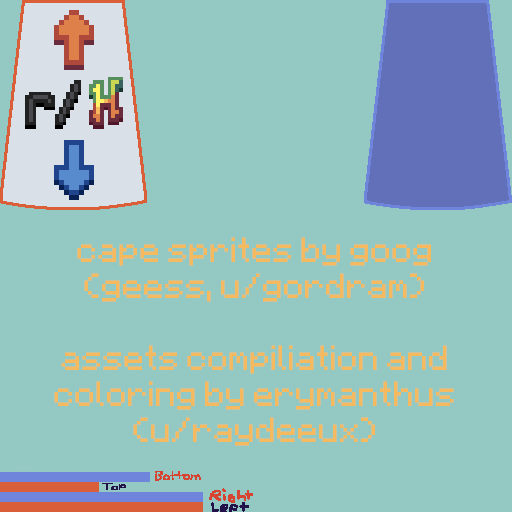 r/H
cape sprites by goog
(geess, u/gordram)
assets compiliation and
coloring by erymanthus
(u/raydeeux)
Bottom
Top
Right
Left